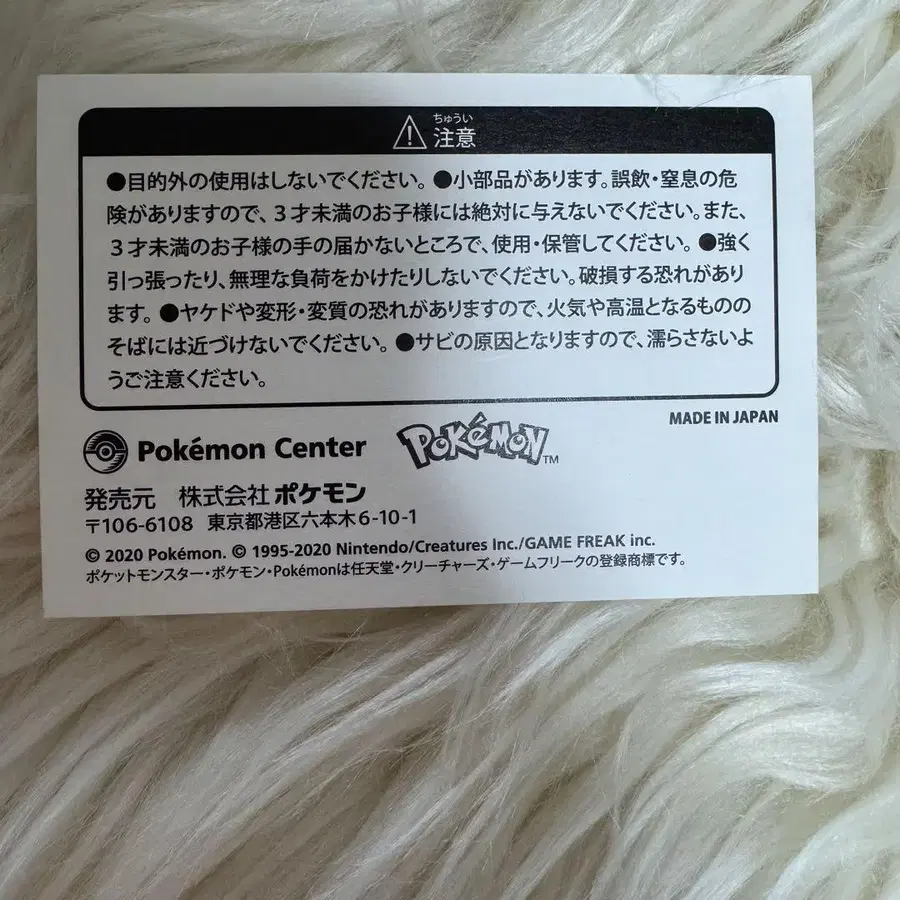 ちゅうい
注意
●目的外の使用はしないでください。●小部品があります。誤飲・窒息の危
険がありますので、3才未満のお子様には絶対に与えないでください。また、
3才未満のお子様の手の届かないところで、使用・保管してください。●強く
引っ張ったり、無理な負荷をかけたりしないでください。破損する恐れがあり
ます。●ヤケドや変形・変質の恐れがありますので、火気や高温となるものの
そばには近づけないでください。●サビの原因となりますので、濡らさないよ
うご注意ください。
MADE IN JAPAN
Pokémon Center POKéMON TM
発売元 株式会社ポケモン
〒106-6108 東京都港区六本木6-10-1
© 2020 Pokémon. © 1995-2020 Nintendo/Creatures Inc./GAME FREAK inc.
ポケットモンスター・ポケモン・Pokémonは任天堂・クリーチャーズ・ゲームフリークの登録商標です。